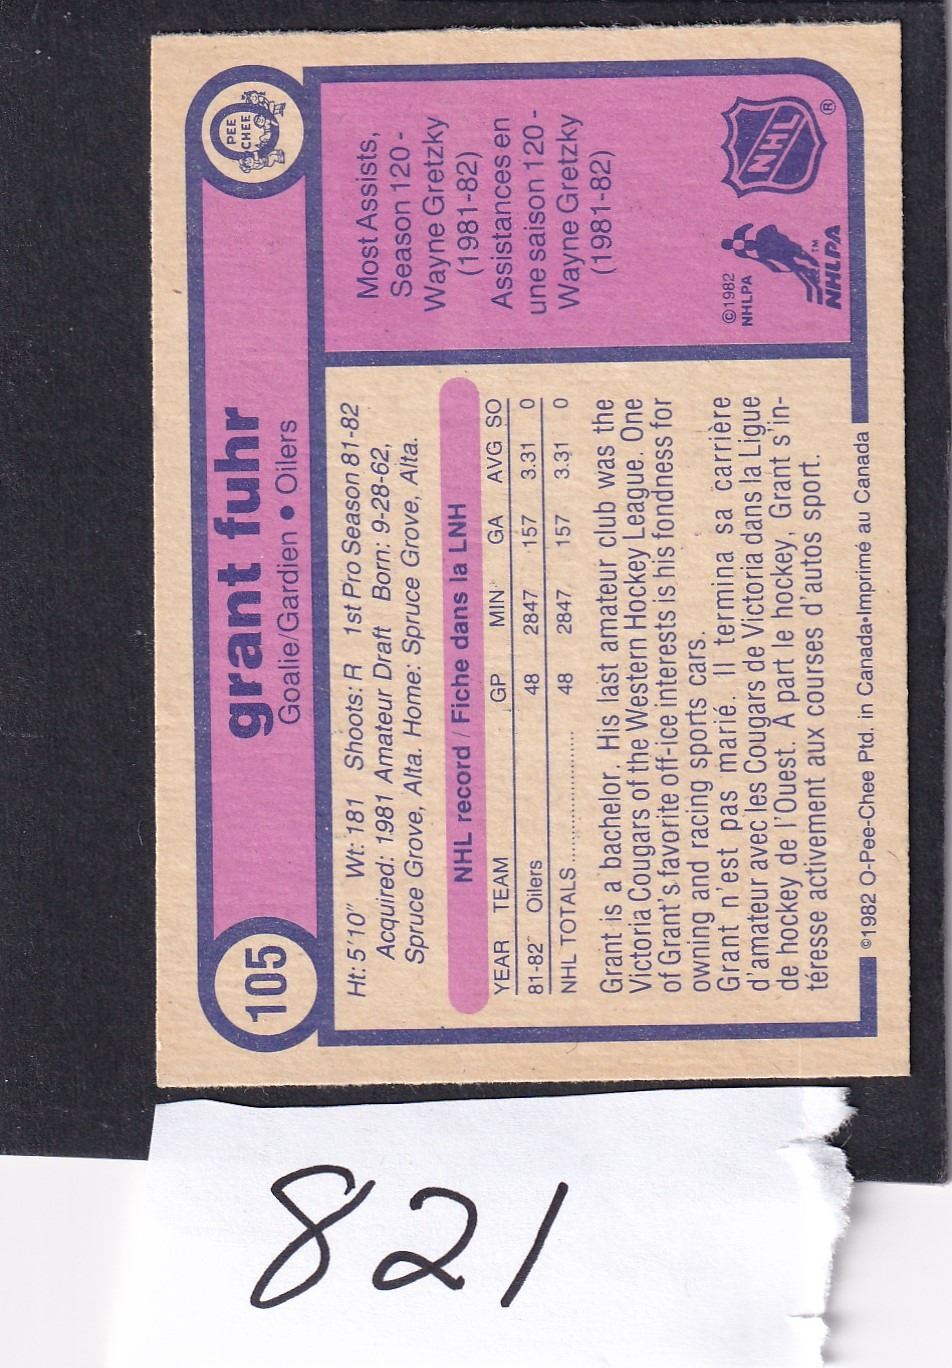 105
grant fuhr
Goalie/Gardien • Oilers
O
PEE
CHEE
Ht: 5'10" Wt: 181 Shoots: R 1st Pro Season 81-82
Acquired: 1981 Amateur Draft Born: 9-28-62,
Spruce Grove, Alta. Home: Spruce Grove, Alta.
NHL record / Fiche dans la LNH
YEAR TEAM GP MIN GA AVG SO
81-82 Oilers 48 2847 157 3.31 0
NHL TOTALS .......................... 48 2847 157 3.31 0
Grant is a bachelor. His last amateur club was the
Victoria Cougars of the Western Hockey League. One
of Grant's favorite off-ice interests is his fondness for
owning and racing sports cars.
Grant n'est pas marié. Il termina sa carrière
d'amateur avec les Cougars de Victoria dans la Ligue
de hockey de l'Ouest. À part le hockey, Grant s'in-
téresse activement aux courses d'autos sport.
Most Assists,
Season 120 -
Wayne Gretzky
(1981-82)
Assistances en
une saison 120 -
Wayne Gretzky
(1981-82)
©1982
NHLPA
NHLPA™
NHL®
©1982 O-Pee-Chee Ptd. in Canada•Imprimé au Canada
821